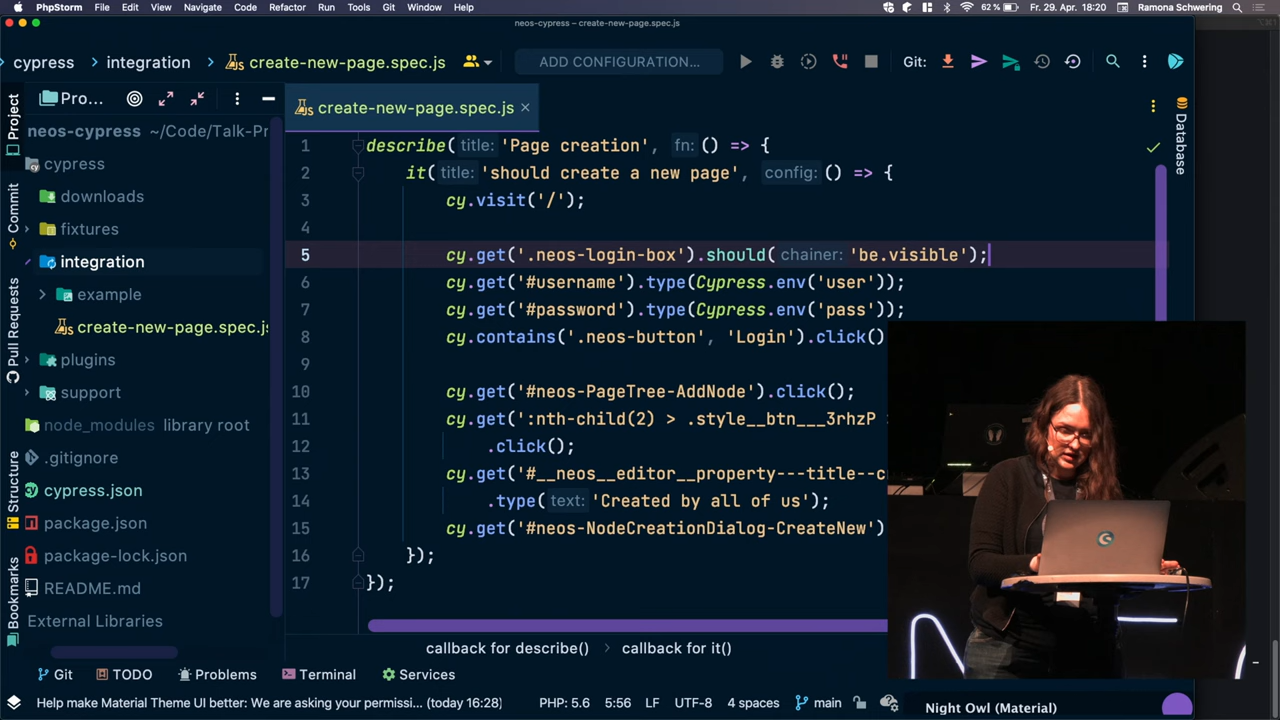 PhpStorm File Edit View Navigate Code Refactor Run Tools Git Window Help 62 % Fr. 29. Apr. 18:20 Ramona Schwering
neos-cypress – create-new-page.spec.js
cypress integration create-new-page.spec.js ADD CONFIGURATION... Git:
Project
Pro...
create-new-page.spec.js
neos-cypress ~/Code/Talk-Pr
cypress
downloads
fixtures
integration
example
create-new-page.spec.js
plugins
support
node_modules library root
.gitignore
cypress.json
package.json
package-lock.json
README.md
External Libraries
Commit
Pull Requests
Structure
Bookmarks
Database
1 describe( title: 'Page creation', fn: () => {
2 it( title: 'should create a new page', config: () => {
3 cy.visit('/');
4
5 cy.get('.neos-login-box').should( chainer: 'be.visible');
6 cy.get('#username').type(Cypress.env('user'));
7 cy.get('#password').type(Cypress.env('pass'));
8 cy.contains('.neos-button', 'Login').click()
9
10 cy.get('#neos-PageTree-AddNode').click();
11 cy.get(':nth-child(2) > .style__btn___3rhzP >
12 .click();
13 cy.get('#__neos__editor__property---title--c
14 .type( text: 'Created by all of us');
15 cy.get('#neos-NodeCreationDialog-CreateNew')
16 });
17 });
callback for describe() callback for it()
Git TODO Problems Terminal Services
Help make Material Theme UI better: We are asking your permissi... (today 16:28) PHP: 5.6 5:56 LF UTF-8 4 spaces main Night Owl (Material)